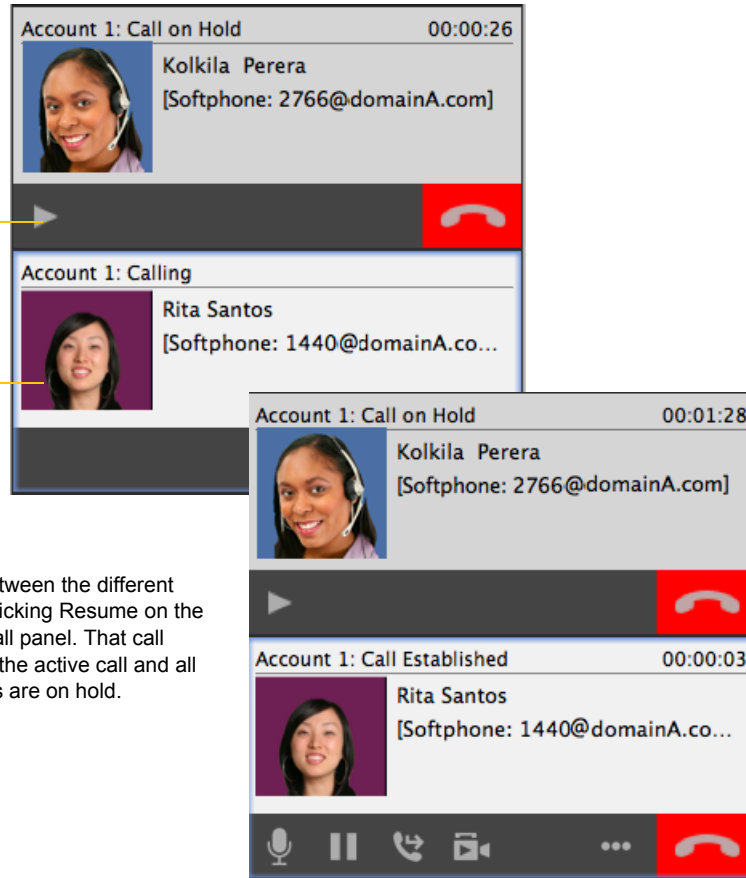 Account 1: Call on Hold 00:00:26
Kolkila Perera
[Softphone: 2766@domainA.com]
Account 1: Calling
Rita Santos
[Softphone: 1440@domainA.co...
Account 1: Call on Hold 00:01:28
Kolkila Perera
[Softphone: 2766@domainA.com]
Account 1: Call Established 00:00:03
Rita Santos
[Softphone: 1440@domainA.co...
the different
Resume on the
panel. That call
the active call and all
are on hold.